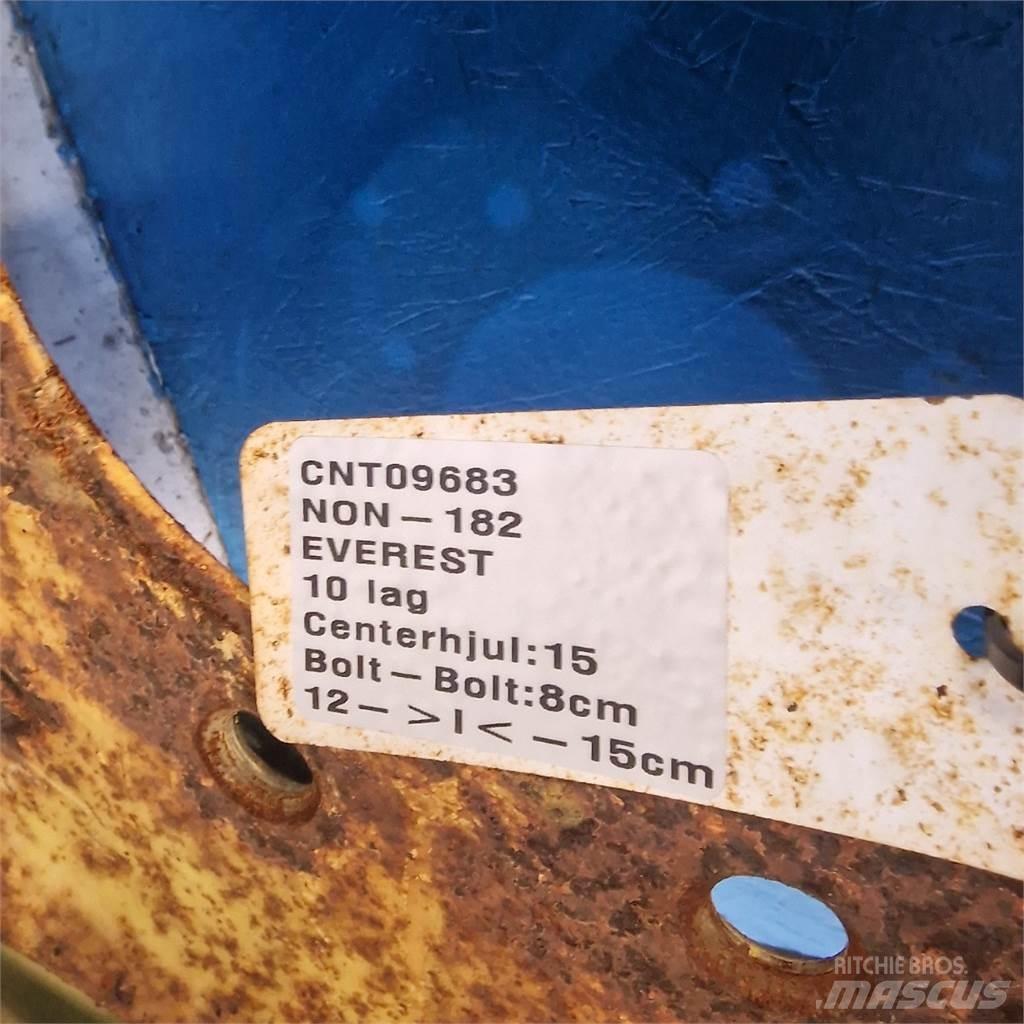 CNT09683
NON-182
EVEREST
10 lag
Centerhjul:15
Bolt-Bolt:8cm
12->I<-15cm
RITCHIE BROS.
MASCUS